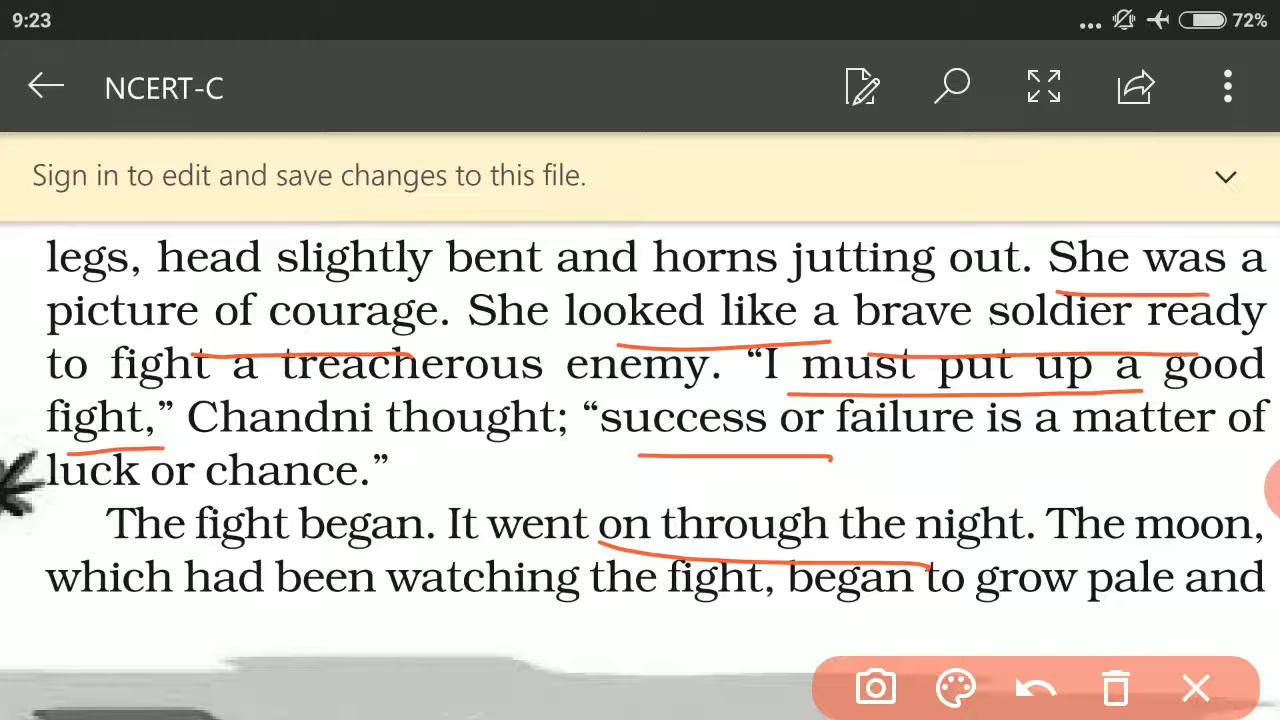 9:23
72%
NCERT-C
Sign in to edit and save changes to this file.
legs, head slightly bent and horns jutting out. She was a
picture of courage. She looked like a brave soldier ready
to fight a treacherous enemy. “I must put up a good
fight,” Chandni thought; “success or failure is a matter of
luck or chance.”
The fight began. It went on through the night. The moon,
which had been watching the fight, began to grow pale and